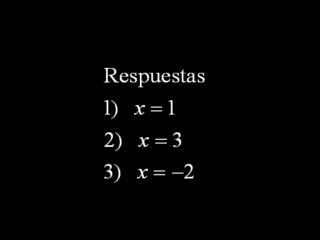 Respuestas
1) x = 1
2) x = 3
3) x = −2